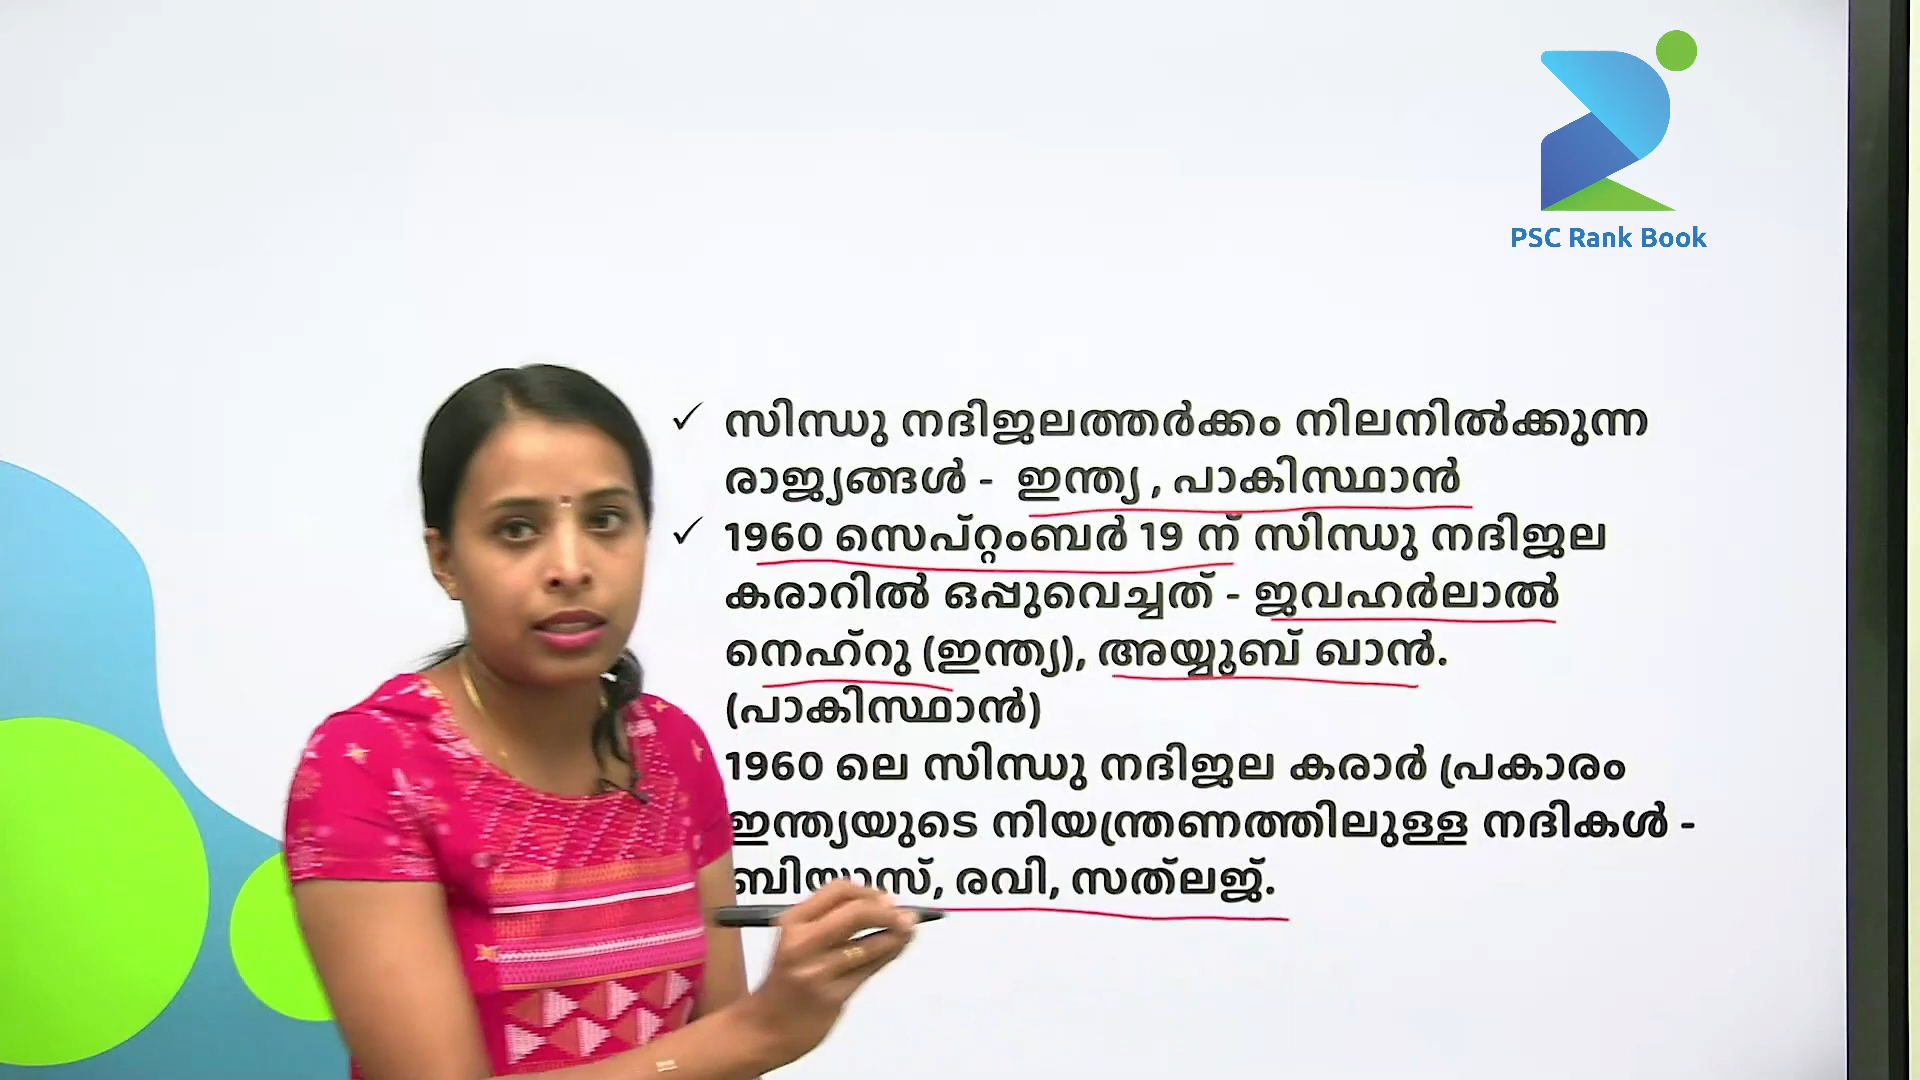 PSC Rank Book
✓ സിന്ധു നദിജലത്തർക്കം നിലനിൽക്കുന്ന
രാജ്യങ്ങൾ - ഇന്ത്യ , പാകിസ്ഥാൻ
✓ 1960 സെപ്റ്റംബർ 19 ന് സിന്ധു നദിജല
കരാറിൽ ഒപ്പുവെച്ചത് - ജവഹർലാൽ
നെഹ്റു (ഇന്ത്യ), അയ്യൂബ് ഖാൻ.
(പാകിസ്ഥാൻ)
1960 ലെ സിന്ധു നദിജല കരാർ പ്രകാരം
ഇന്ത്യയുടെ നിയന്ത്രണത്തിലുള്ള നദികൾ -
ബിയാസ്, രവി, സത്‌ലജ്.